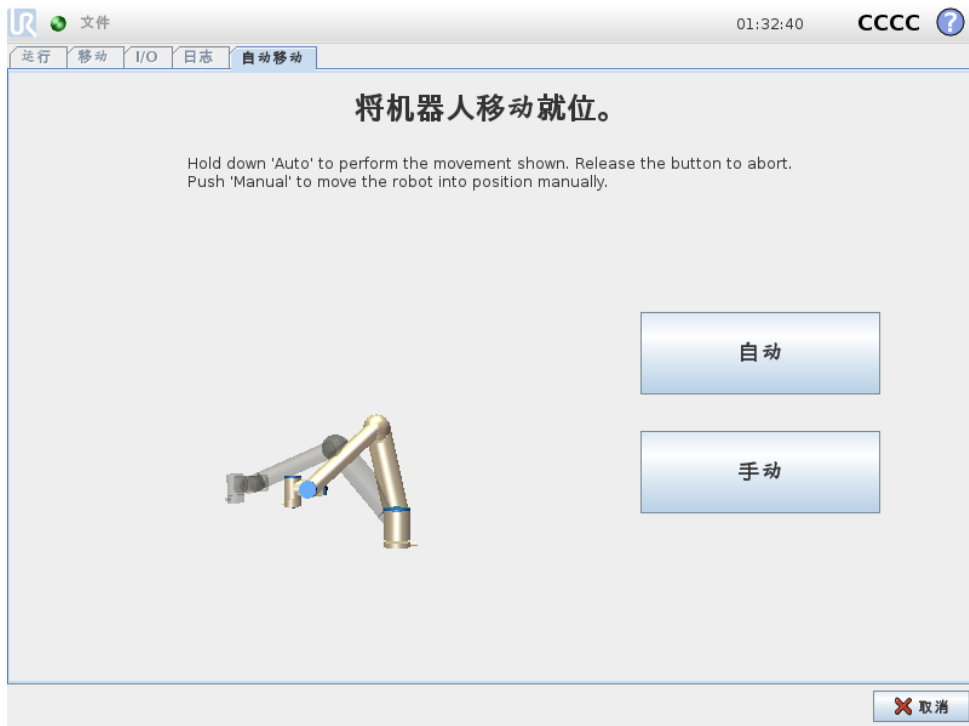 UR
文件
01:32:40
CCCC
?
运行
移动
I/O
日志
自动移动
将机器人移动就位。
Hold down 'Auto' to perform the movement shown. Release the button to abort.
Push 'Manual' to move the robot into position manually.
自动
手动
取消